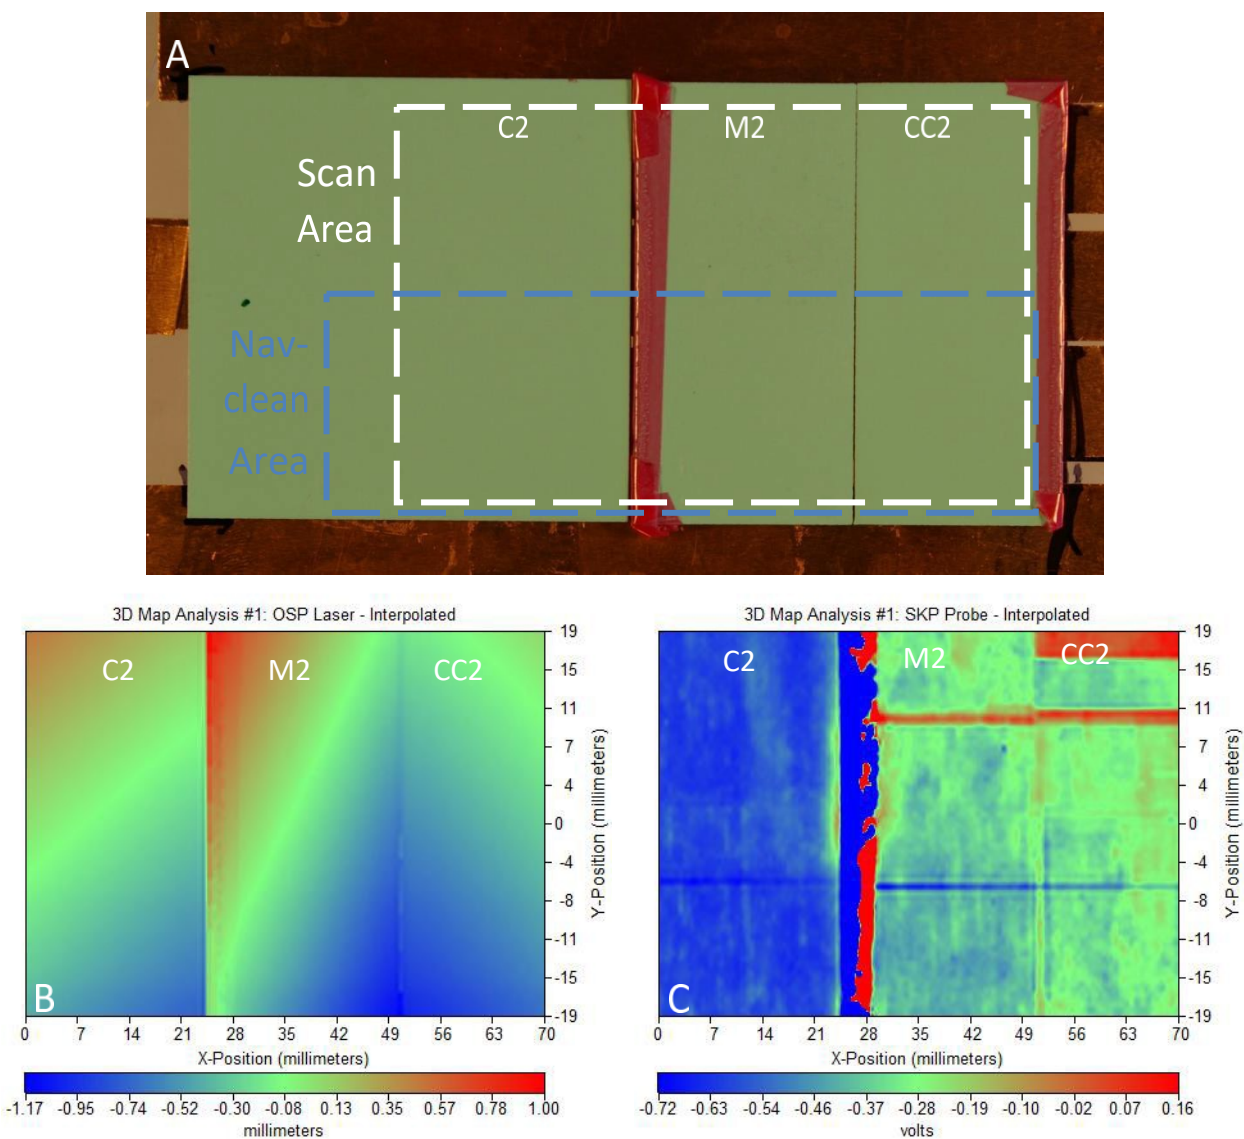 A
C2
M2
CC2
Scan
Area
Nav-
clean
Area
3D Map Analysis #1: OSP Laser - Interpolated
C2
M2
CC2
B
19
15
11
7
4
0
-4
-8
-11
-15
-19
Y-Position (millimeters)
0 7 14 21 28 35 42 49 56 63 70
X-Position (millimeters)
-1.17 -0.95 -0.74 -0.52 -0.30 -0.08 0.13 0.35 0.57 0.78 1.00
millimeters
3D Map Analysis #1: SKP Probe - Interpolated
C2
M2
CC2
C
19
15
11
7
4
0
-4
-8
-11
-15
-19
Y-Position (millimeters)
0 7 14 21 28 35 42 49 56 63 70
X-Position (millimeters)
-0.72 -0.63 -0.54 -0.46 -0.37 -0.28 -0.19 -0.10 -0.02 0.07 0.16
volts